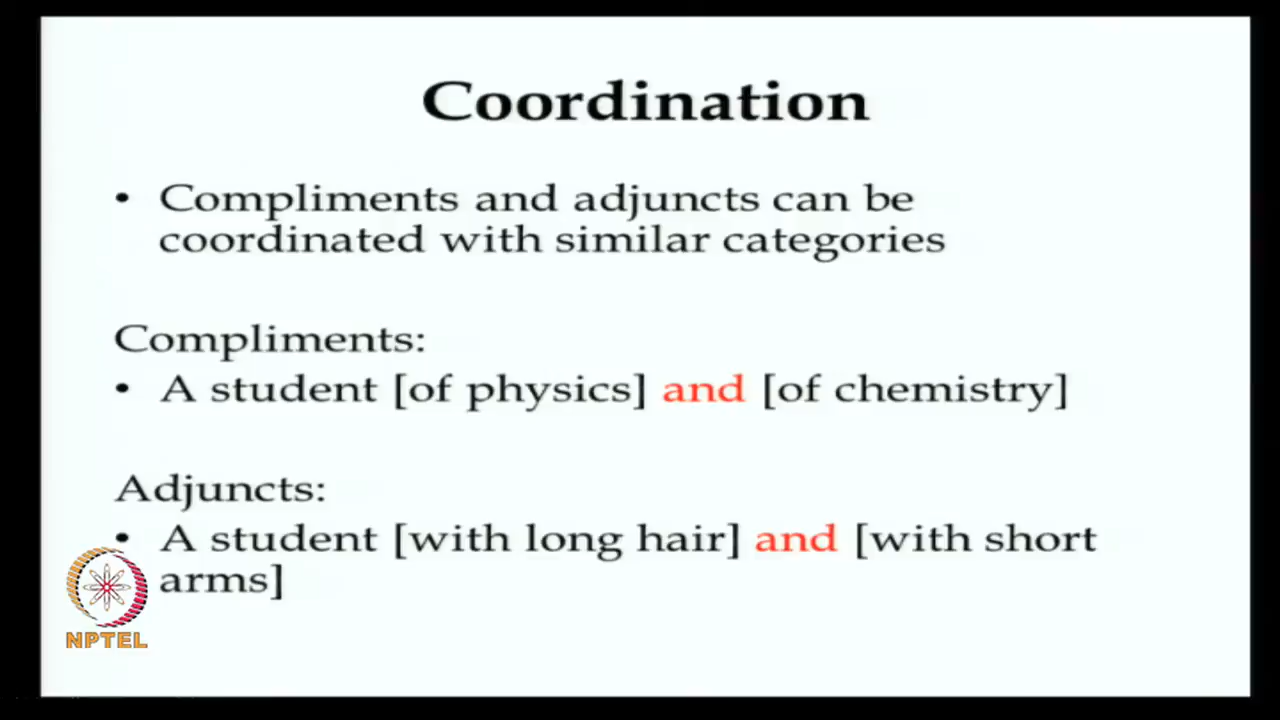 Coordination
• Compliments and adjuncts can be
coordinated with similar categories
Compliments:
• A student [of physics] and [of chemistry]
Adjuncts:
• A student [with long hair] and [with short
arms]
NPTEL